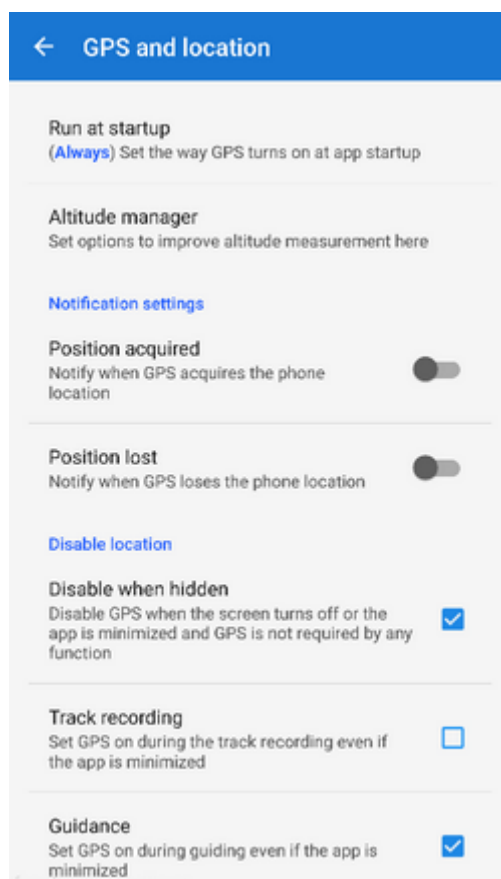 GPS and location
Run at startup
(Always) Set the way GPS turns on at app startup
Altitude manager
Set options to improve altitude measurement here
Notification settings
Position acquired
Notify when GPS acquires the phone
location
Position lost
Notify when GPS loses the phone location
Disable location
Disable when hidden
Disable GPS when the screen turns off or the
app is minimized and GPS is not required by any
function
Track recording
Set GPS on during the track recording even if
the app is minimized
Guidance
Set GPS on during guiding even if the app is
minimized